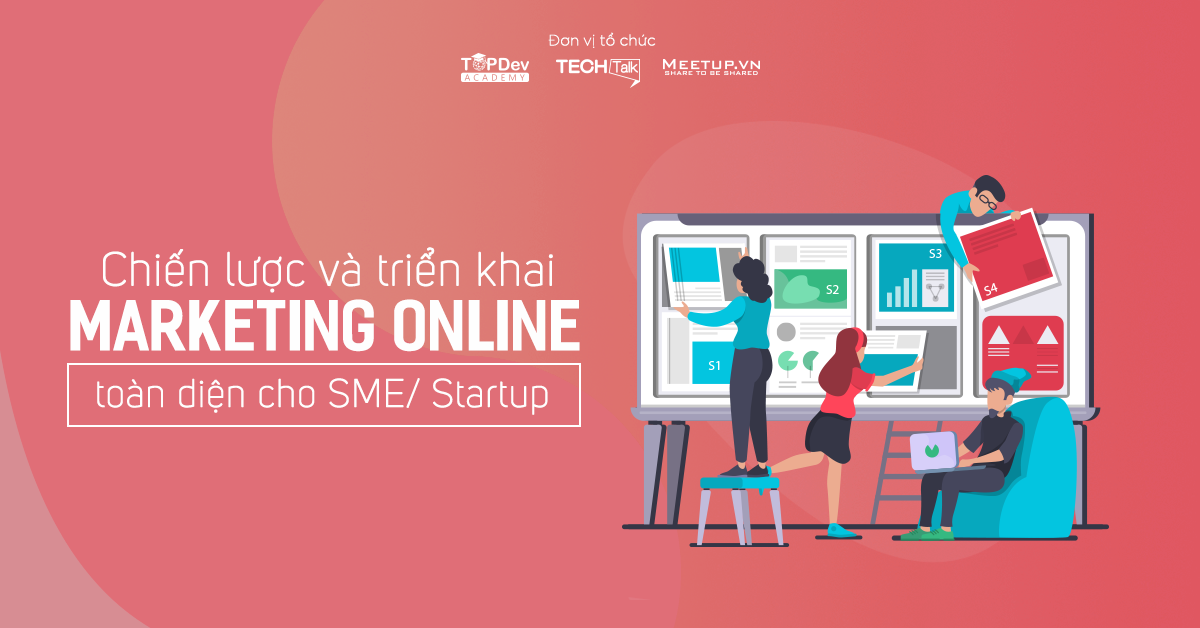 Đơn vị tổ chức
TOPDev
ACADEMY
TECH Talk
MEETUP.VN
SHARE TO BE SHARED
Chiến lược và triển khai
MARKETING ONLINE
toàn diện cho SME/ Startup
S1
S2
S3
S4